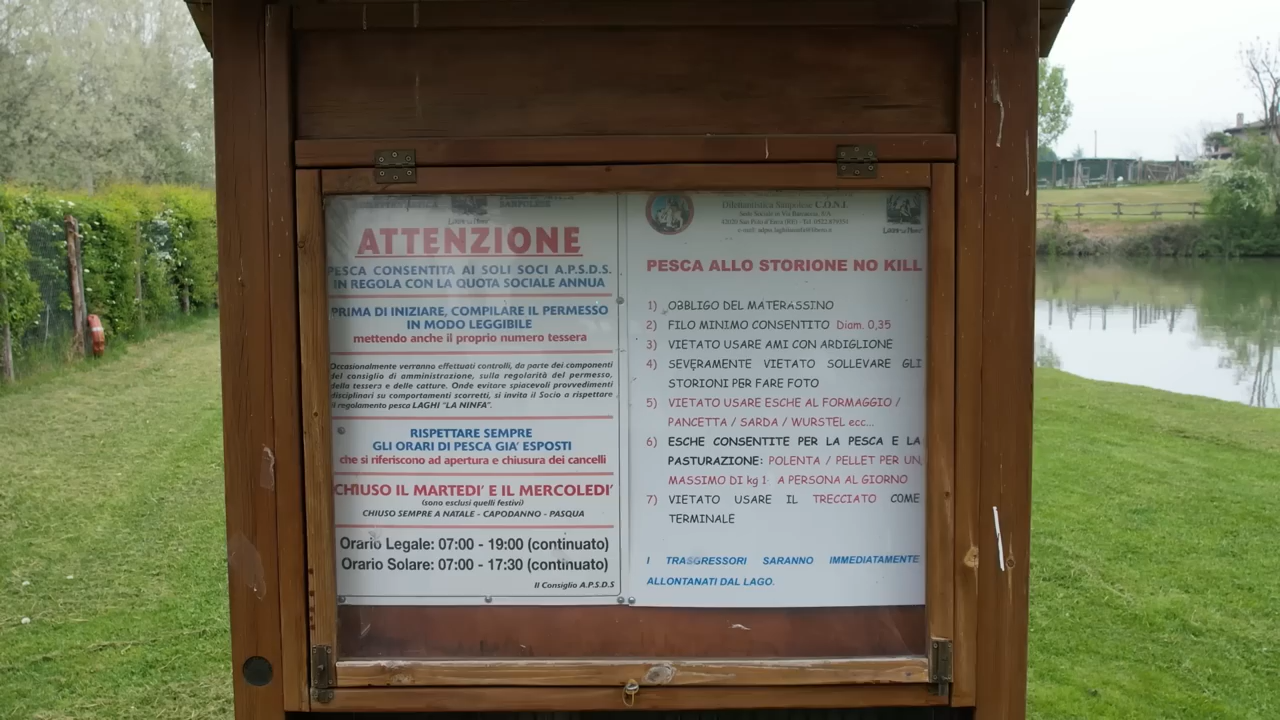 ATTENZIONE
PESCA CONSENTITA AI SOLI SOCI A.P.S.D.S.
IN REGOLA CON LA QUOTA SOCIALE ANNUA
PRIMA DI INIZIARE, COMPILARE IL PERMESSO
IN MODO LEGGIBILE
mettendo anche il proprio numero tessera
Occasionalmente verranno effettuati controlli, da parte dei componenti
del consiglio di amministrazione, sulla regolarità del permesso,
della tessera e delle catture. Onde evitare spiacevoli provvedimenti
disciplinari su comportamenti scorretti, si invita il Socio a rispettare
il regolamento pesca LAGHI "LA NINFA".
RISPETTARE SEMPRE
GLI ORARI DI PESCA GIA' ESPOSTI
che si riferiscono ad apertura e chiusura dei cancelli
CHIUSO IL MARTEDI' E IL MERCOLEDI'
(sono esclusi quelli festivi)
CHIUSO SEMPRE A NATALE - CAPODANNO - PASQUA
Orario Legale: 07:00 - 19:00 (continuato)
Orario Solare: 07:00 - 17:30 (continuato)
Il Consiglio A.P.S.D.S
Dilettantistica Sampolese C.O.N.I.
PESCA ALLO STORIONE NO KILL
1) OBBLIGO DEL MATERASSINO
2) FILO MINIMO CONSENTITO Diam. 0,35
3) VIETATO USARE AMI CON ARDIGLIONE
4) SEVERAMENTE VIETATO SOLLEVARE GLI
STORIONI PER FARE FOTO
5) VIETATO USARE ESCHE AL FORMAGGIO /
PANCETTA / SARDA / WURSTEL ecc...
6) ESCHE CONSENTITE PER LA PESCA E LA
PASTURAZIONE: POLENTA / PELLET PER UN
MASSIMO DI kg 1 A PERSONA AL GIORNO
7) VIETATO USARE IL TRECCIATO COME
TERMINALE
I TRASGRESSORI SARANNO IMMEDIATAMENTE
ALLONTANATI DAL LAGO.